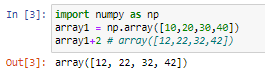 In [3]: import numpy as np
array1 = np.array([10,20,30,40])
array1+2 # array([12,22,32,42])
Out[3]: array([12, 22, 32, 42])